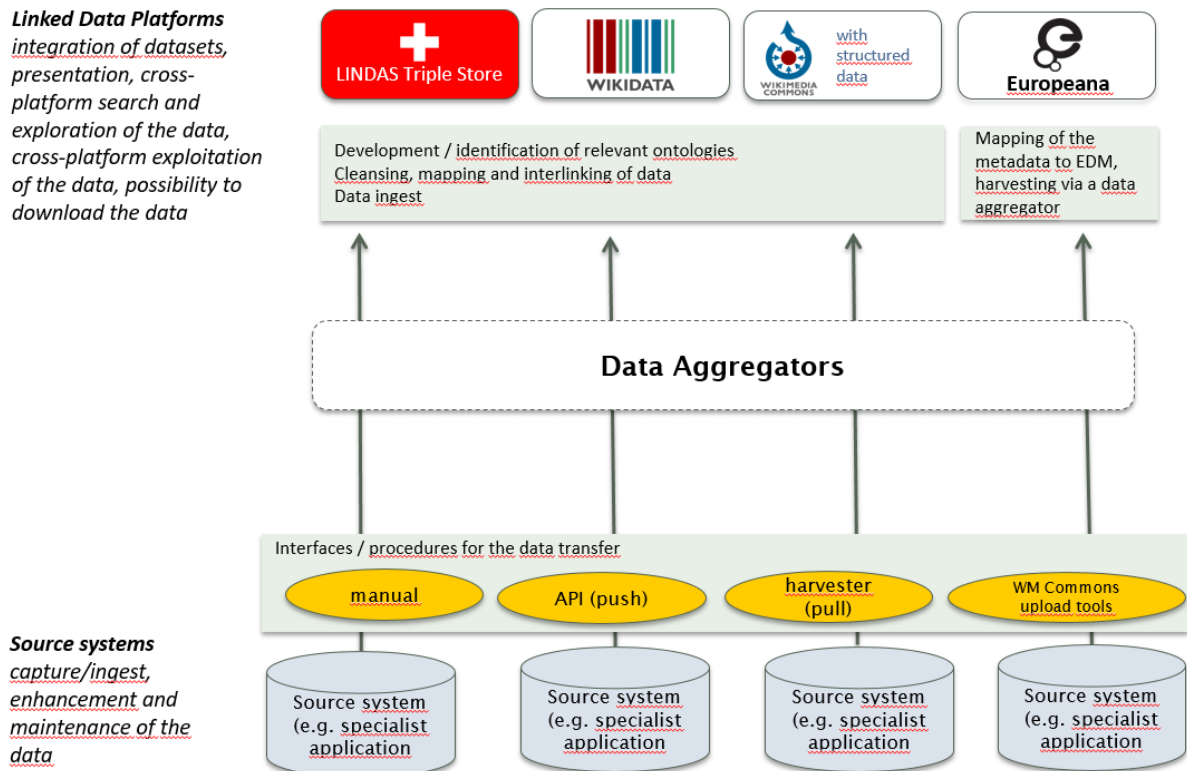 Linked Data Platforms
integration of datasets,
presentation, cross-
platform search and
exploration of the data,
cross-platform exploitation
of the data, possibility to
download the data
LINDAS Triple Store
WIKIDATA
WIKIMEDIA
COMMONS
with
structured
data
Europeana
Development / identification of relevant ontologies
Cleansing, mapping and interlinking of data
Data ingest
Mapping of the
metadata to EDM,
harvesting via a data
aggregator
Data Aggregators
Interfaces / procedures for the data transfer
manual
API (push)
harvester
(pull)
WM Commons
upload tools
Source systems
capture/ingest,
enhancement and
maintenance of the
data
Source system
(e.g. specialist
application
Source system
(e.g. specialist
application
Source system
(e.g. specialist
application
Source system
(e.g. specialist
application